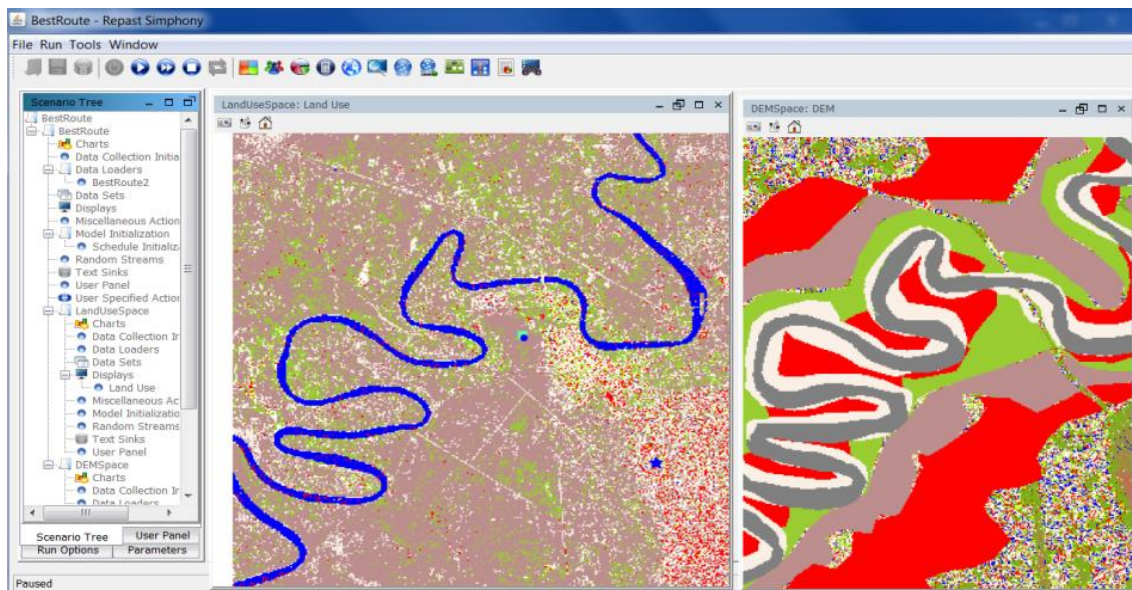 BestRoute - Repast Simphony
File Run Tools Window
Scenario Tree
BestRoute
BestRoute
Charts
Data Collection Initia
Data Loaders
BestRoute2
Data Sets
Displays
Miscellaneous Action
Model Initialization
Schedule Initializ
Random Streams
Text Sinks
User Panel
User Specified Action
LandUseSpace
Charts
Data Collection Ir
Data Loaders
Data Sets
Displays
Land Use
Miscellaneous Ac
Model Initializatio
Random Streams
Text Sinks
User Panel
DEMSpace
Charts
Data Collection Ir
Data Loaders
Scenario Tree User Panel
Run Options Parameters
Paused
LandUseSpace: Land Use
DEMSpace: DEM